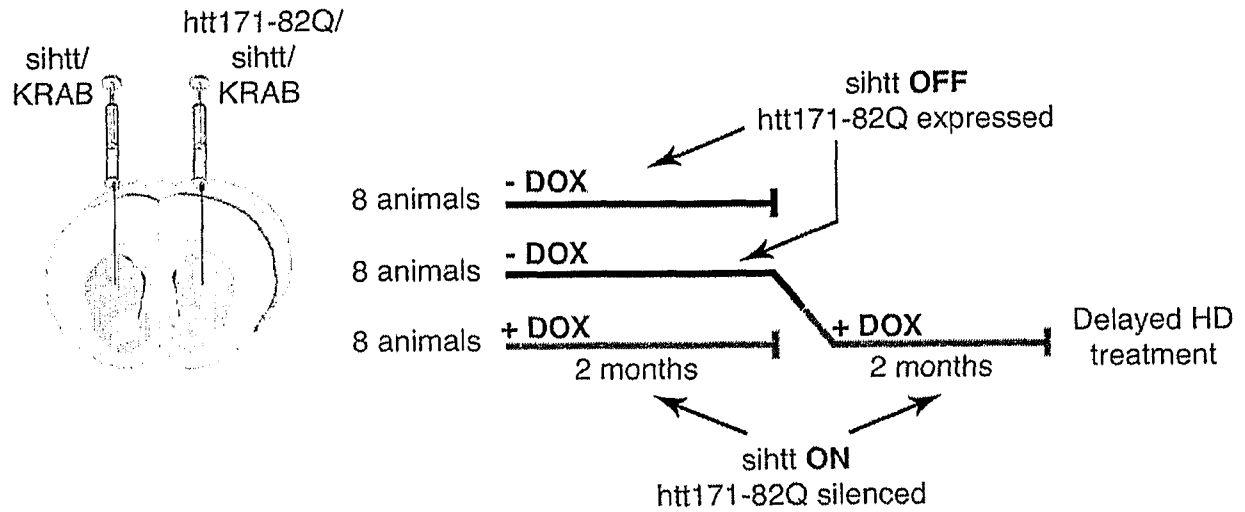 sihtt/
KRAB
htt171-82Q/
sihtt/
KRAB
sihtt OFF
htt171-82Q expressed
8 animals - DOX
8 animals - DOX
8 animals + DOX
2 months
+ DOX
2 months
Delayed HD
treatment
sihtt ON
htt171-82Q silenced